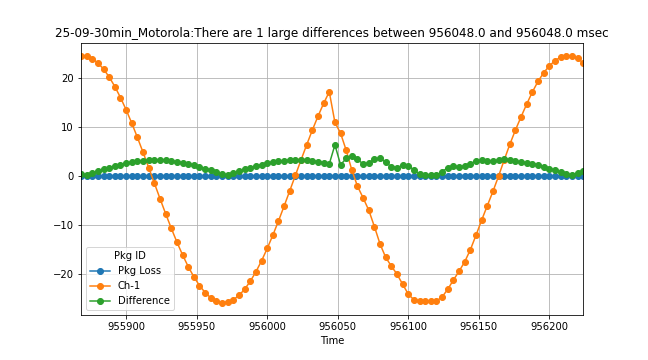 25-09-30min_Motorola:There are 1 large differences between 956048.0 and 956048.0 msec
20
10
0
−10
−20
Pkg ID
Pkg Loss
Ch-1
Difference
955900 955950 956000 956050 956100 956150 956200
Time